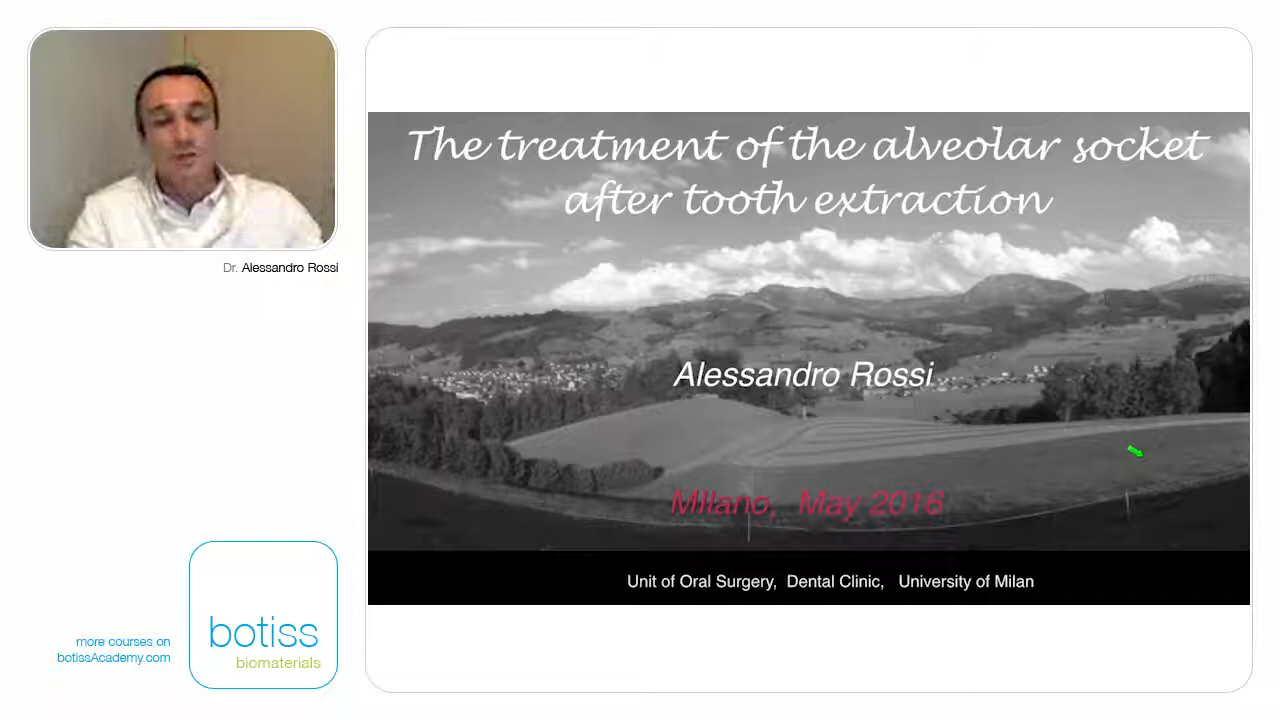 Dr. Alessandro Rossi
The treatment of the alveolar socket
after tooth extraction
Alessandro Rossi
MIlano, May 2016
Unit of Oral Surgery, Dental Clinic, University of Milan
more courses on
botissAcademy.com
botiss
biomaterials